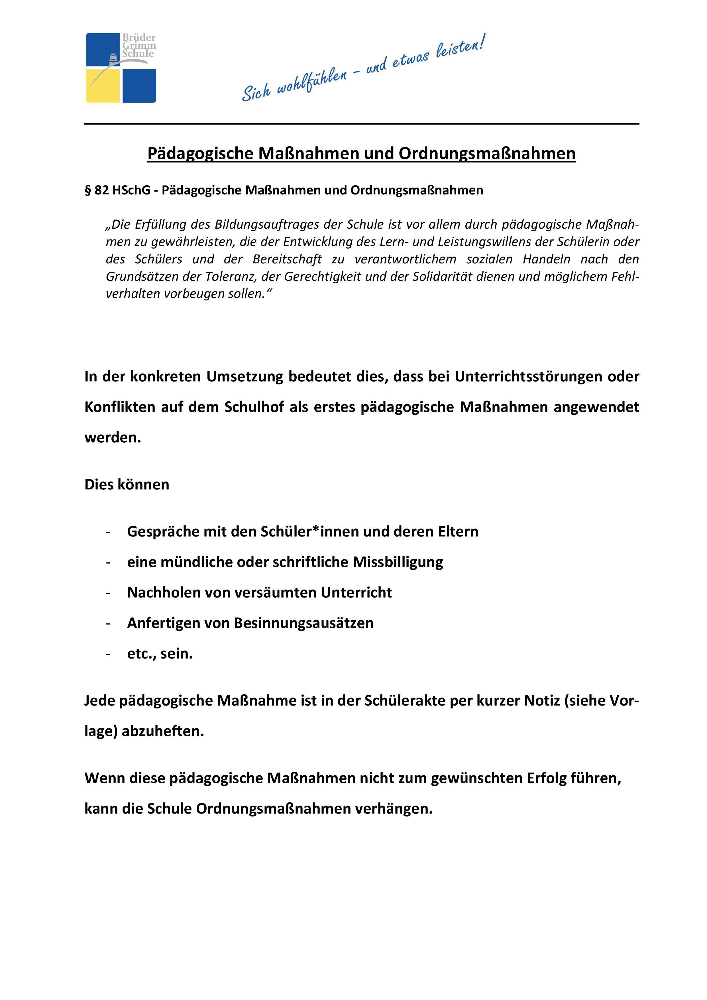 Brüder
Grimm
Schule
Sich wohlfühlen – und etwas leisten!
Pädagogische Maßnahmen und Ordnungsmaßnahmen
§ 82 HSchG - Pädagogische Maßnahmen und Ordnungsmaßnahmen
„Die Erfüllung des Bildungsauftrages der Schule ist vor allem durch pädagogische Maßnah-
men zu gewährleisten, die der Entwicklung des Lern- und Leistungswillens der Schülerin oder
des Schülers und der Bereitschaft zu verantwortlichem sozialen Handeln nach den
Grundsätzen der Toleranz, der Gerechtigkeit und der Solidarität dienen und möglichem Fehl-
verhalten vorbeugen sollen.“
In der konkreten Umsetzung bedeutet dies, dass bei Unterrichtsstörungen oder
Konflikten auf dem Schulhof als erstes pädagogische Maßnahmen angewendet
werden.
Dies können
- Gespräche mit den Schüler*innen und deren Eltern
- eine mündliche oder schriftliche Missbilligung
- Nachholen von versäumten Unterricht
- Anfertigen von Besinnungsausätzen
- etc., sein.
Jede pädagogische Maßnahme ist in der Schülerakte per kurzer Notiz (siehe Vor-
lage) abzuheften.
Wenn diese pädagogische Maßnahmen nicht zum gewünschten Erfolg führen,
kann die Schule Ordnungsmaßnahmen verhängen.